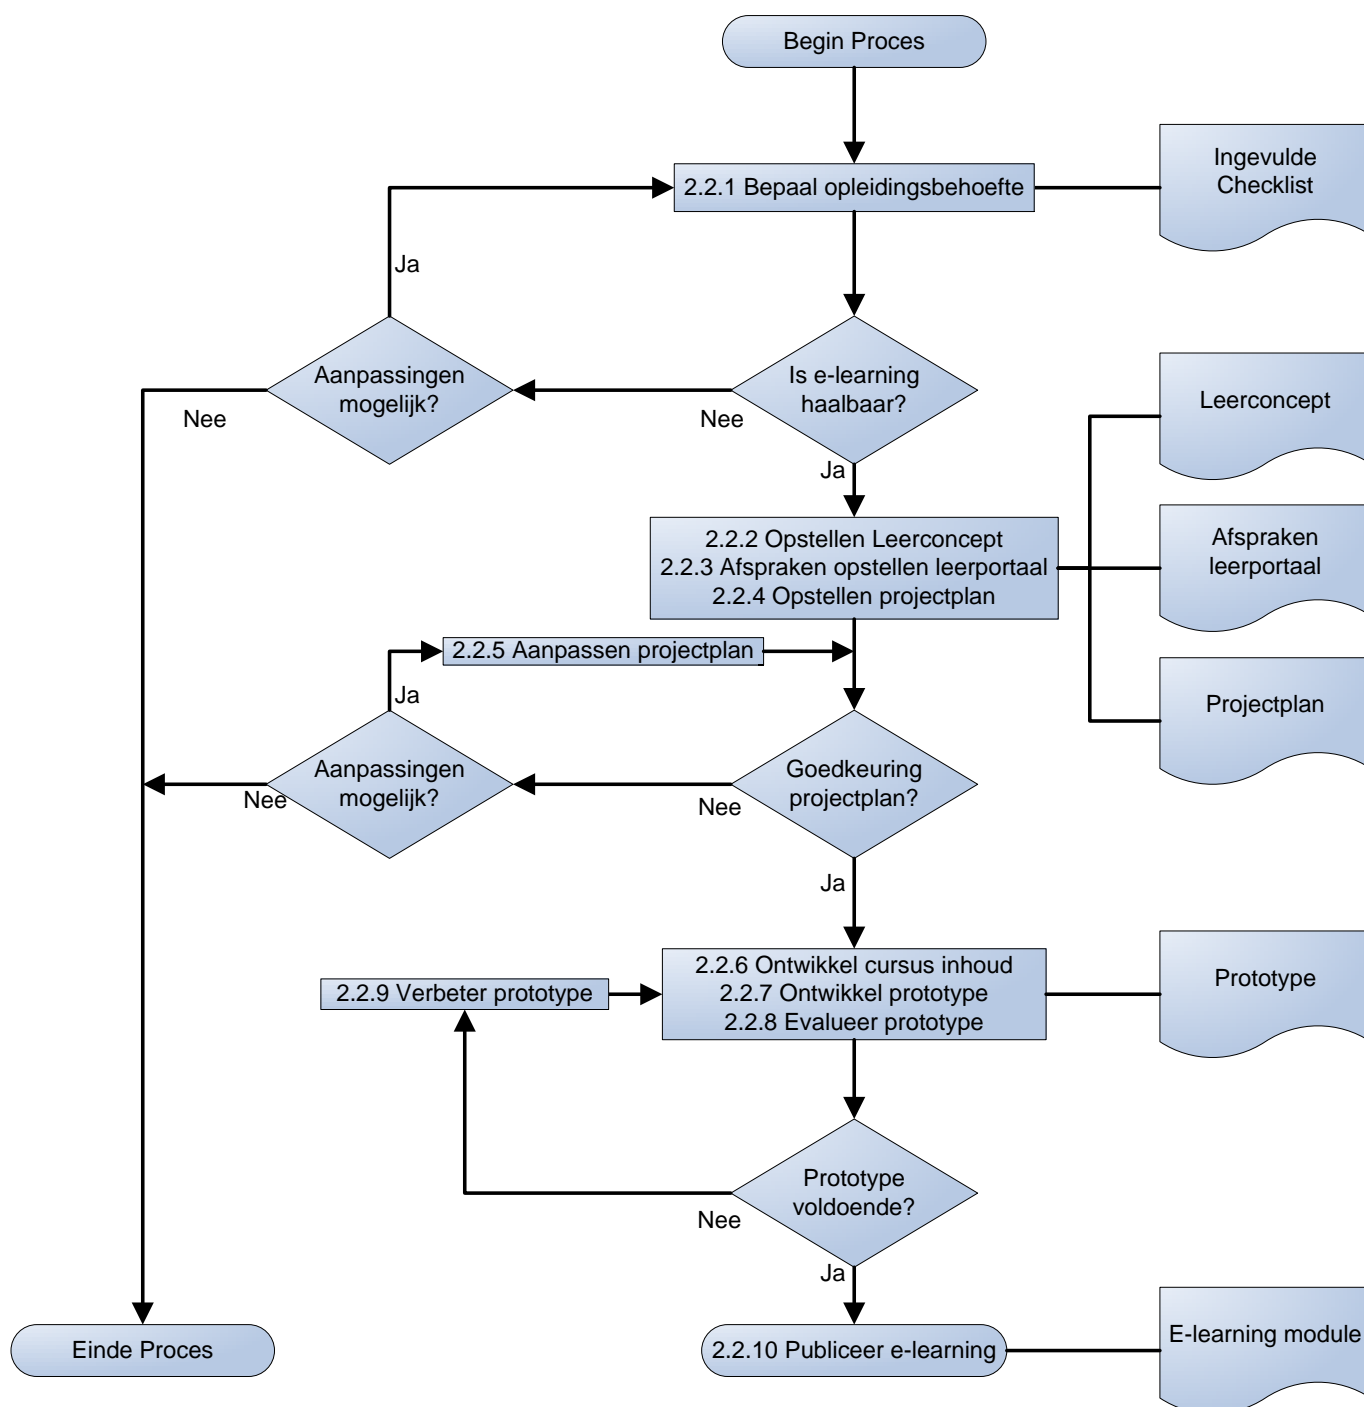 Begin Proces
2.2.1 Bepaal opleidingsbehoefte
Ingevulde
Checklist
Ja
Aanpassingen
mogelijk?
Nee
Is e-learning
haalbaar?
Nee
Ja
Leerconcept
2.2.2 Opstellen Leerconcept
2.2.3 Afspraken opstellen leerportaal
2.2.4 Opstellen projectplan
Afspraken
leerportaal
2.2.5 Aanpassen projectplan
Ja
Projectplan
Aanpassingen
mogelijk?
Nee
Goedkeuring
projectplan?
Nee
Ja
2.2.6 Ontwikkel cursus inhoud
2.2.7 Ontwikkel prototype
2.2.8 Evalueer prototype
2.2.9 Verbeter prototype
Prototype
Prototype
voldoende?
Nee
Ja
Einde Proces
2.2.10 Publiceer e-learning
E-learning module